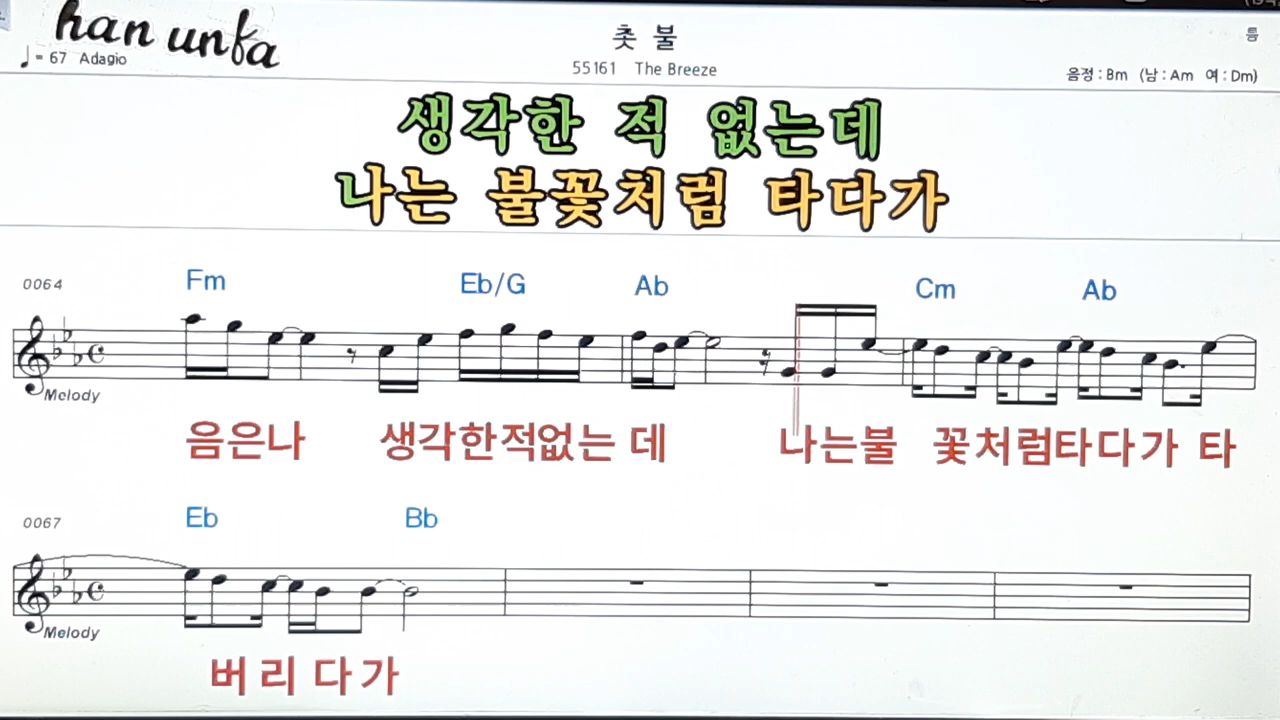 han unfa
♩ = 67 Adagio
촛불
55161 The Breeze
음정 : Bm (남 : Am 여 : Dm)
생각한 적 없는데
나는 불꽃처럼 타다가
0064
Fm Eb/G Ab Cm Ab
Melody
음은나 생각한적없는 데 나는불 꽃처럼타다가 타
0067
Eb Bb
Melody
버리다가